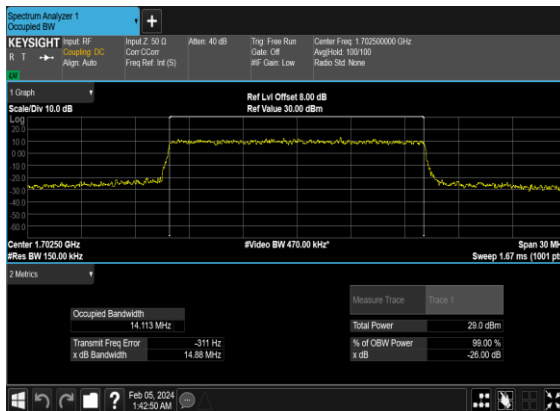 Spectrum Analyzer 1
Occupied BW
KEYSIGHT
R T
Input: RF
Coupling: DC
Align: Auto
Input Z: 50 Ω
Corr CCorr
Freq Ref: Int (S)
Atten: 40 dB
Trig: Free Run
Gate: Off
#IF Gain: Low
Center Freq: 1.702500000 GHz
Avg|Hold: 100/100
Radio Std: None
1 Graph
Scale/Div 10.0 dB
Ref Lvl Offset 8.00 dB
Ref Value 30.00 dBm
Log
20.0
10.0
0.00
-10.0
-20.0
-30.0
-40.0
-50.0
-60.0
Center 1.70250 GHz
#Video BW 470.00 kHz*
Span 30 MH
#Res BW 150.00 kHz
Sweep 1.67 ms (1001 pts
2 Metrics
Measure Trace
Trace 1
Occupied Bandwidth
14.113 MHz
Total Power
29.0 dBm
Transmit Freq Error
-311 Hz
% of OBW Power
99.00 %
x dB Bandwidth
14.88 MHz
x dB
-26.00 dB
?
Feb 05, 2024
1:42:50 AM